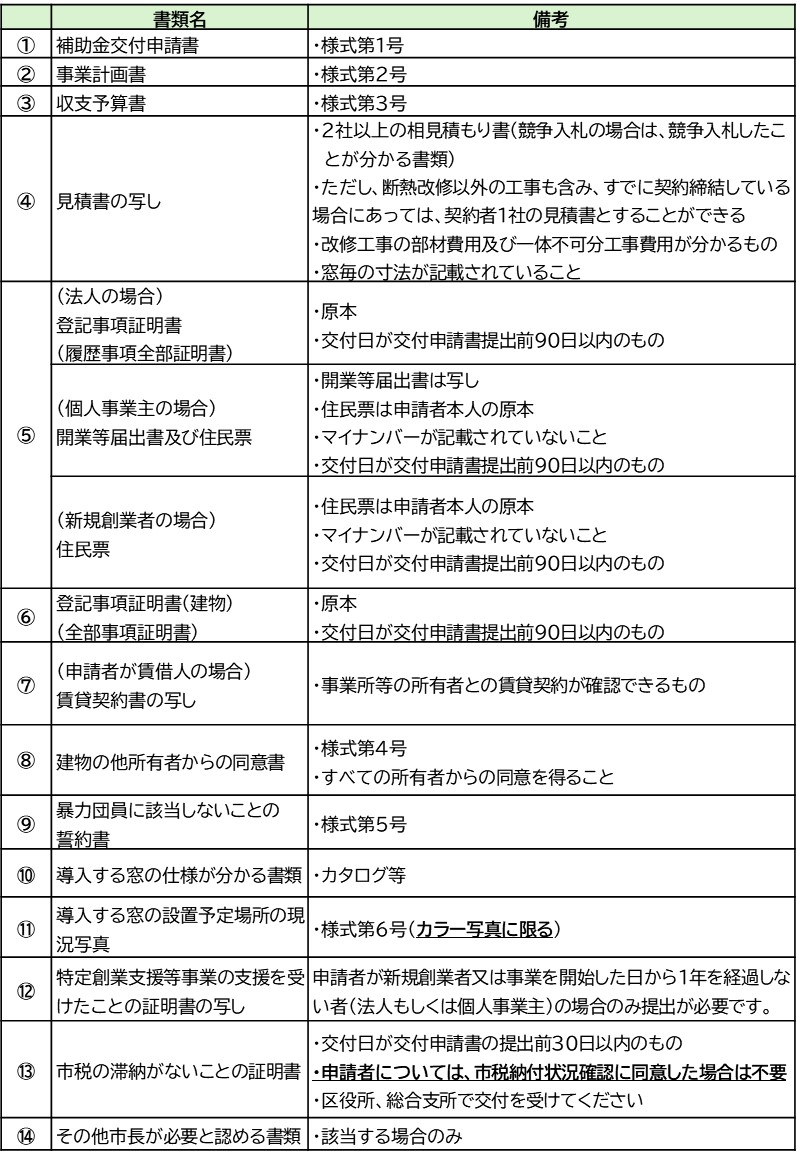 書類名 備考
① 補助金交付申請書 ・様式第1号
② 事業計画書 ・様式第2号
③ 収支予算書 ・様式第3号
④ 見積書の写し
・2社以上の相見積もり書(競争入札の場合は、競争入札したこ
とが分かる書類)
・ただし、断熱改修以外の工事も含み、すでに契約締結している
場合にあっては、契約者1社の見積書とすることができる
・改修工事の部材費用及び一体不可分工事費用が分かるもの
・窓毎の寸法が記載されていること
⑤
(法人の場合)
登記事項証明書
(履歴事項全部証明書)
・原本
・交付日が交付申請書提出前90日以内のもの
(個人事業主の場合)
開業等届出書及び住民票
・開業等届出書は写し
・住民票は申請者本人の原本
・マイナンバーが記載されていないこと
・交付日が交付申請書提出前90日以内のもの
(新規創業者の場合)
住民票
・住民票は申請者本人の原本
・マイナンバーが記載されていないこと
・交付日が交付申請書提出前90日以内のもの
⑥
登記事項証明書(建物)
(全部事項証明書)
・原本
・交付日が交付申請書提出前90日以内のもの
⑦
(申請者が賃借人の場合)
賃貸契約書の写し
・事業所等の所有者との賃貸契約が確認できるもの
⑧ 建物の他所有者からの同意書
・様式第4号
・すべての所有者からの同意を得ること
⑨
暴力団員に該当しないことの
誓約書
・様式第5号
⑩ 導入する窓の仕様が分かる書類 ・カタログ等
⑪
導入する窓の設置予定場所の現
況写真
・様式第6号(カラー写真に限る)
⑫
特定創業支援等事業の支援を受
けたことの証明書の写し
申請者が新規創業者又は事業を開始した日から1年を経過しな
い者(法人もしくは個人事業主)の場合のみ提出が必要です。
⑬ 市税の滞納がないことの証明書
・交付日が交付申請書の提出前30日以内のもの
・申請者については、市税納付状況確認に同意した場合は不要
・区役所、総合支所で交付を受けてください
⑭ その他市長が必要と認める書類 ・該当する場合のみ